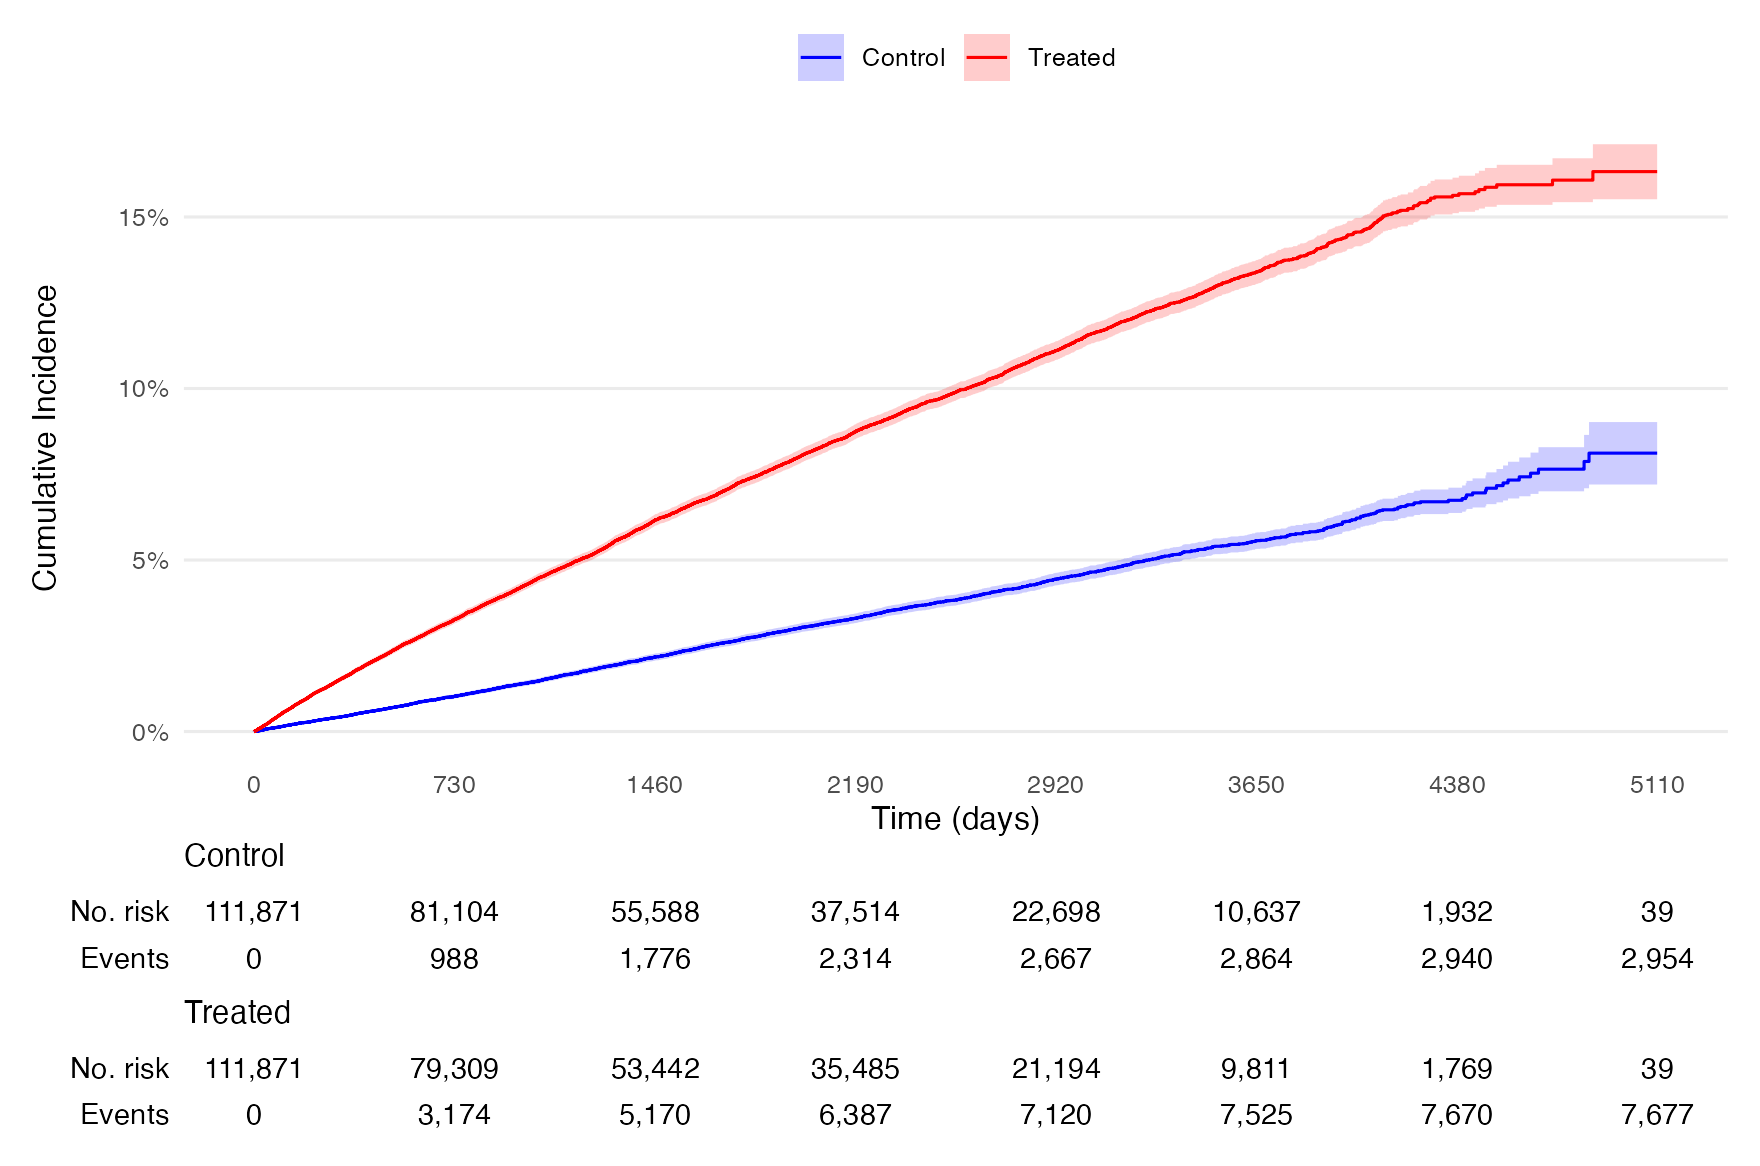 Control Treated
Cumulative Incidence
15%
10%
5%
0%
0 730 1460 2190 2920 3650 4380 5110
Time (days)
Control
No. risk 111,871 81,104 55,588 37,514 22,698 10,637 1,932 39
Events 0 988 1,776 2,314 2,667 2,864 2,940 2,954
Treated
No. risk 111,871 79,309 53,442 35,485 21,194 9,811 1,769 39
Events 0 3,174 5,170 6,387 7,120 7,525 7,670 7,677